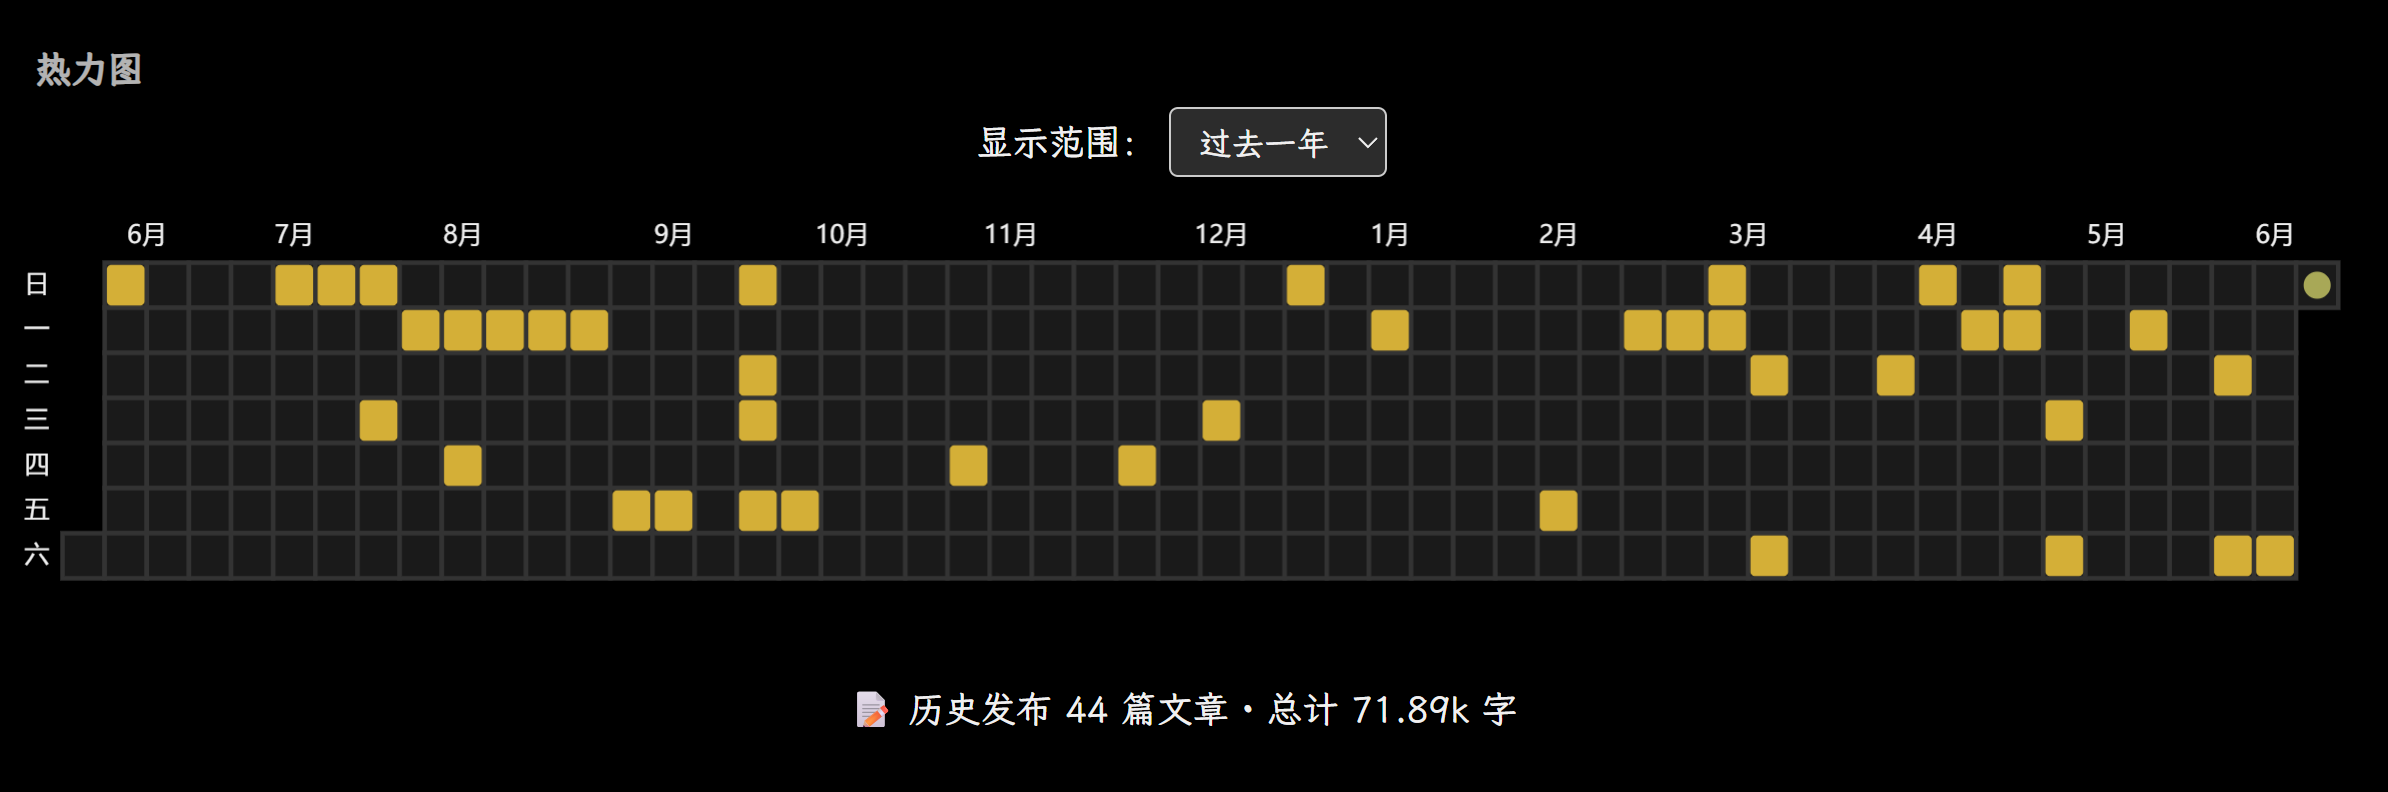 热力图
显示范围： 过去一年
6月 7月 8月 9月 10月 11月 12月 1月 2月 3月 4月 5月 6月
日
一
二
三
四
五
六
历史发布 44 篇文章・总计 71.89k 字